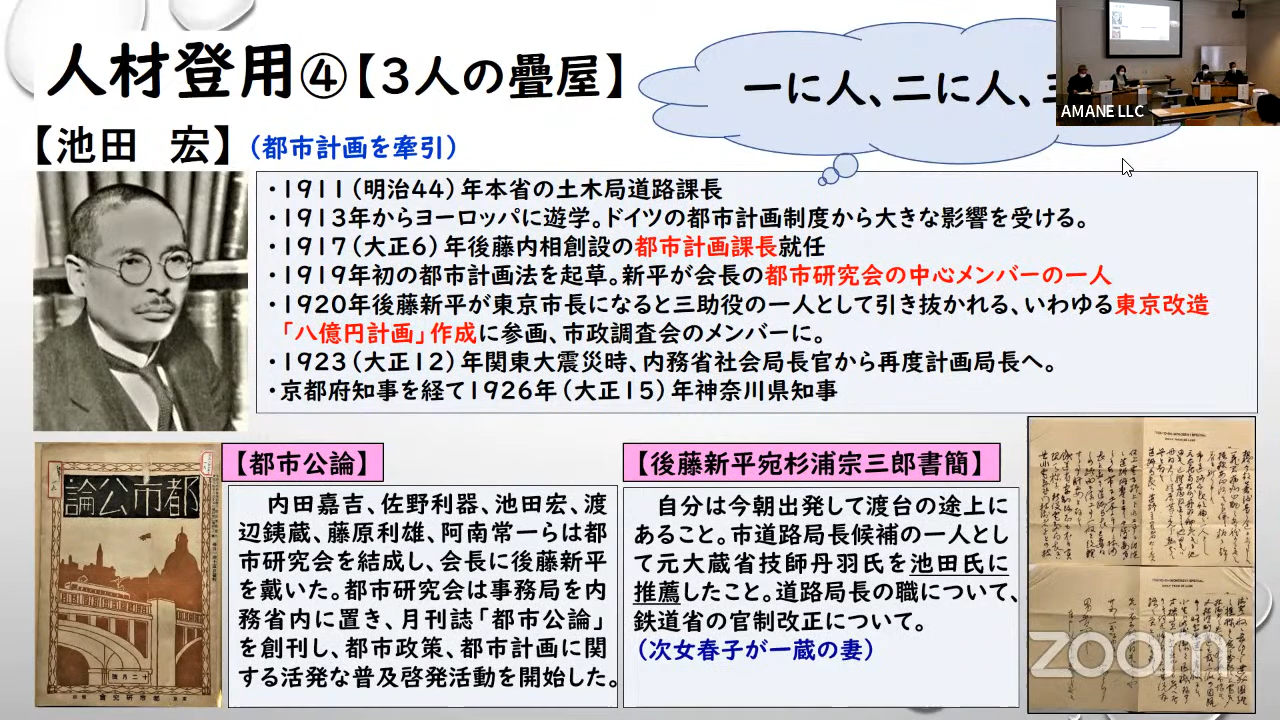 人材登用④【3人の疊屋】
一に人、二に人、
AMANE LLC
【池田 宏】(都市計画を牽引)
・1911(明治44)年本省の土木局道路課長
・1913年からヨーロッパに遊学。ドイツの都市計画制度から大きな影響を受ける。
・1917(大正6)年後藤内相創設の都市計画課長就任
・1919年初の都市計画法を起草。新平が会長の都市研究会の中心メンバーの一人
・1920年後藤新平が東京市長になると三助役の一人として引き抜かれる、いわゆる東京改造
「八億円計画」作成に参画、市政調査会のメンバーに。
・1923(大正12)年関東大震災時、内務省社会局長官から再度計画局長へ。
・京都府知事を経て1926年(大正15)年神奈川県知事
論公市都
號月二十
【都市公論】
内田嘉吉、佐野利器、池田宏、渡
辺銕蔵、藤原利雄、阿南常一らは都
市研究会を結成し、会長に後藤新平
を戴いた。都市研究会は事務局を内
務省内に置き、月刊誌「都市公論」
を創刊し、都市政策、都市計画に関
する活発な普及啓発活動を開始した。
【後藤新平宛杉浦宗三郎書簡】
自分は今朝出発して渡台の途上に
あること。市道路局長候補の一人とし
て元大蔵省技師丹羽氏を池田氏に
推薦したこと。道路局長の職について、
鉄道省の官制改正について。
(次女春子が一蔵の妻)
zoom